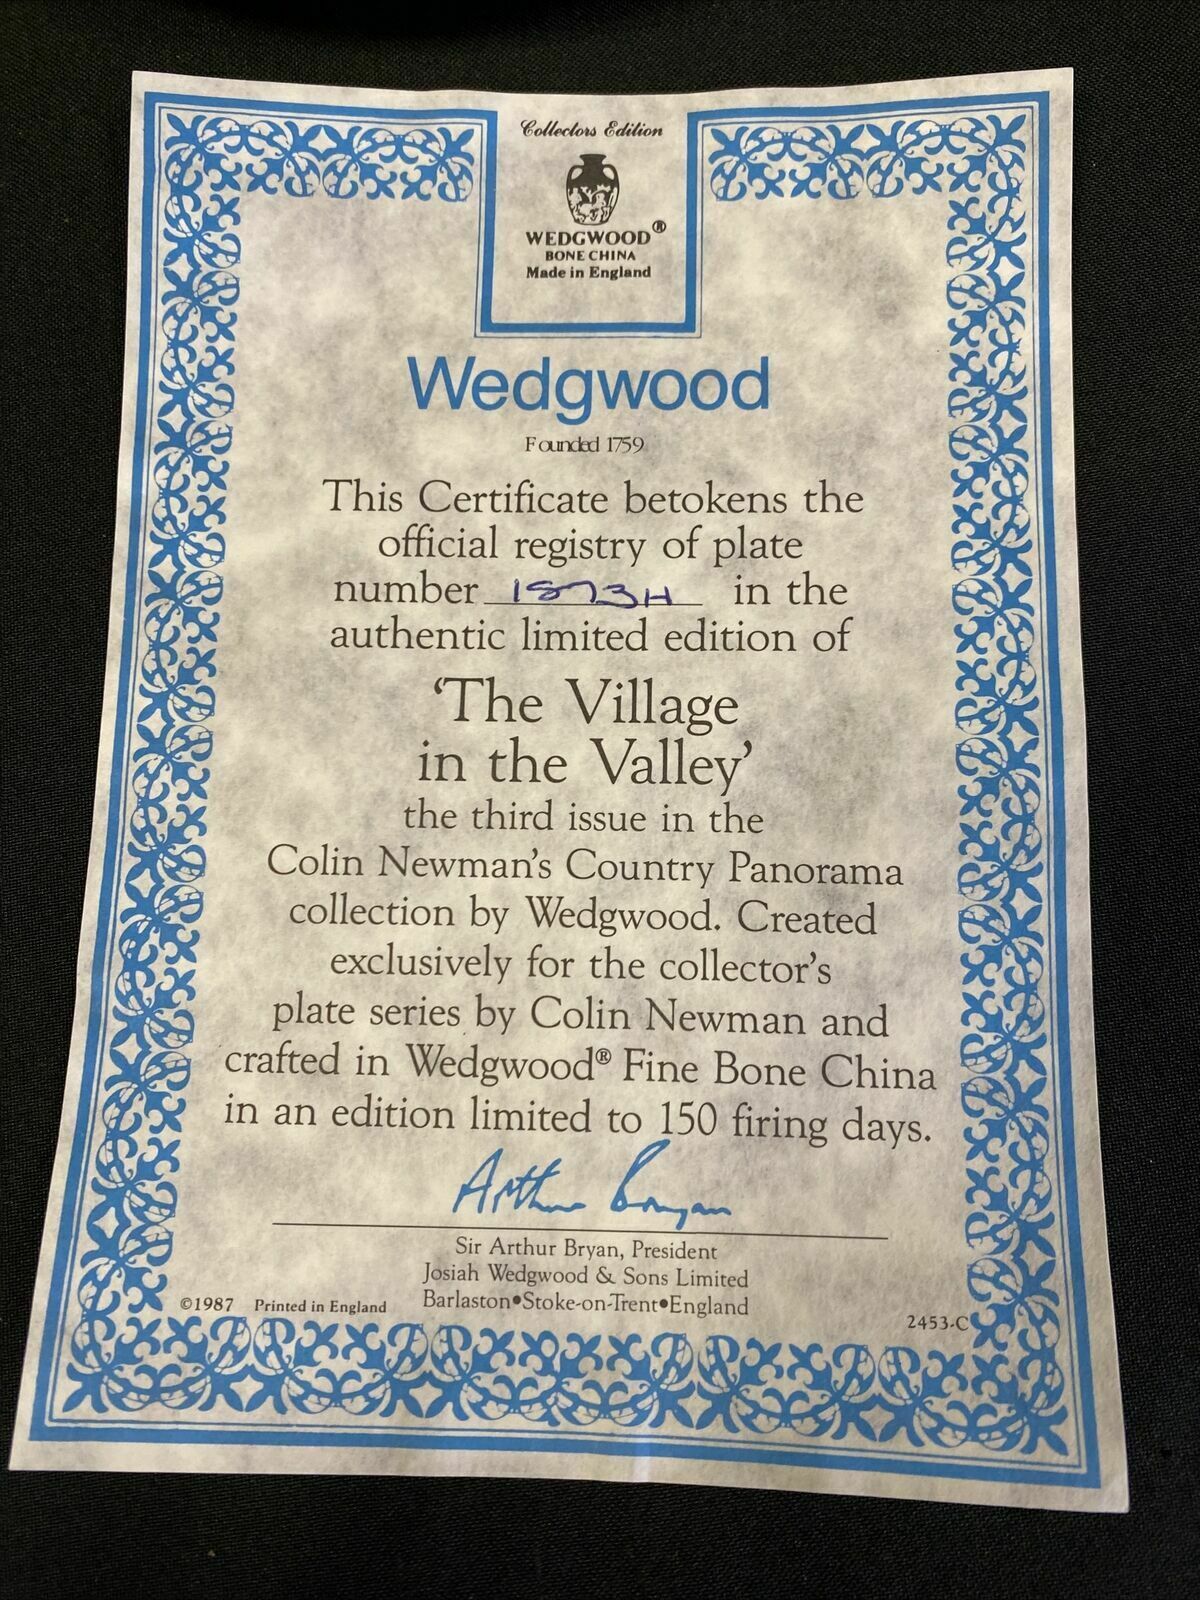 Collectors Edition
WEDGWOOD®
BONE CHINA
Made in England
Wedgwood
Founded 1759
This Certificate betokens the
official registry of plate
number 1573H in the
authentic limited edition of
‘The Village
in the Valley’
the third issue in the
Colin Newman’s Country Panorama
collection by Wedgwood. Created
exclusively for the collector’s
plate series by Colin Newman and
crafted in Wedgwood® Fine Bone China
in an edition limited to 150 firing days.
Arthur Bryan
Sir Arthur Bryan, President
Josiah Wedgwood & Sons Limited
Barlaston•Stoke-on-Trent•England
©1987 Printed in England
2453-C